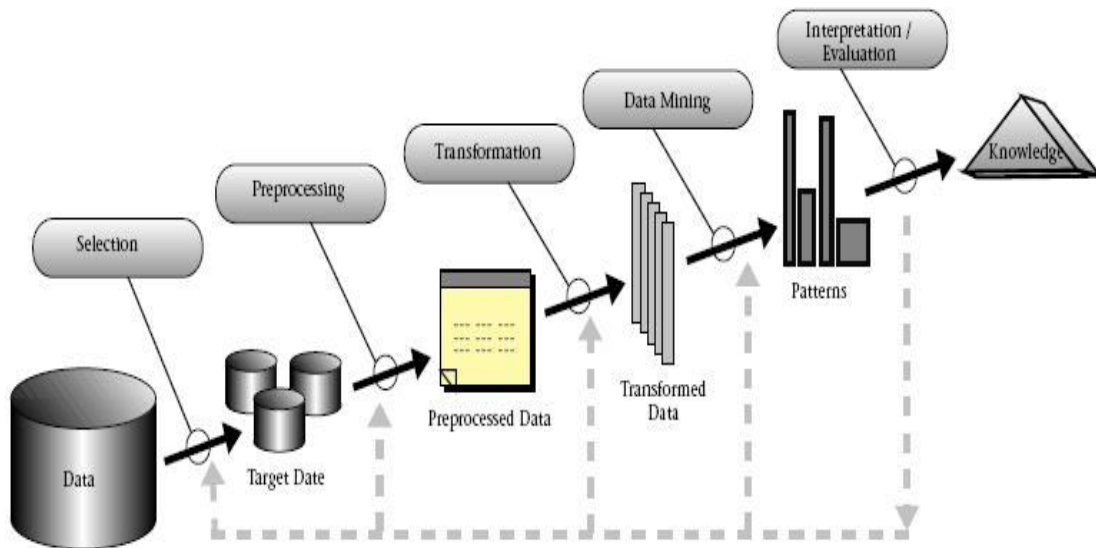 Interpretation /
Evaluation
Data Mining
Transformation
Preprocessing
Selection
Knowledge
Patterns
Transformed
Data
Preprocessed Data
Target Date
Data